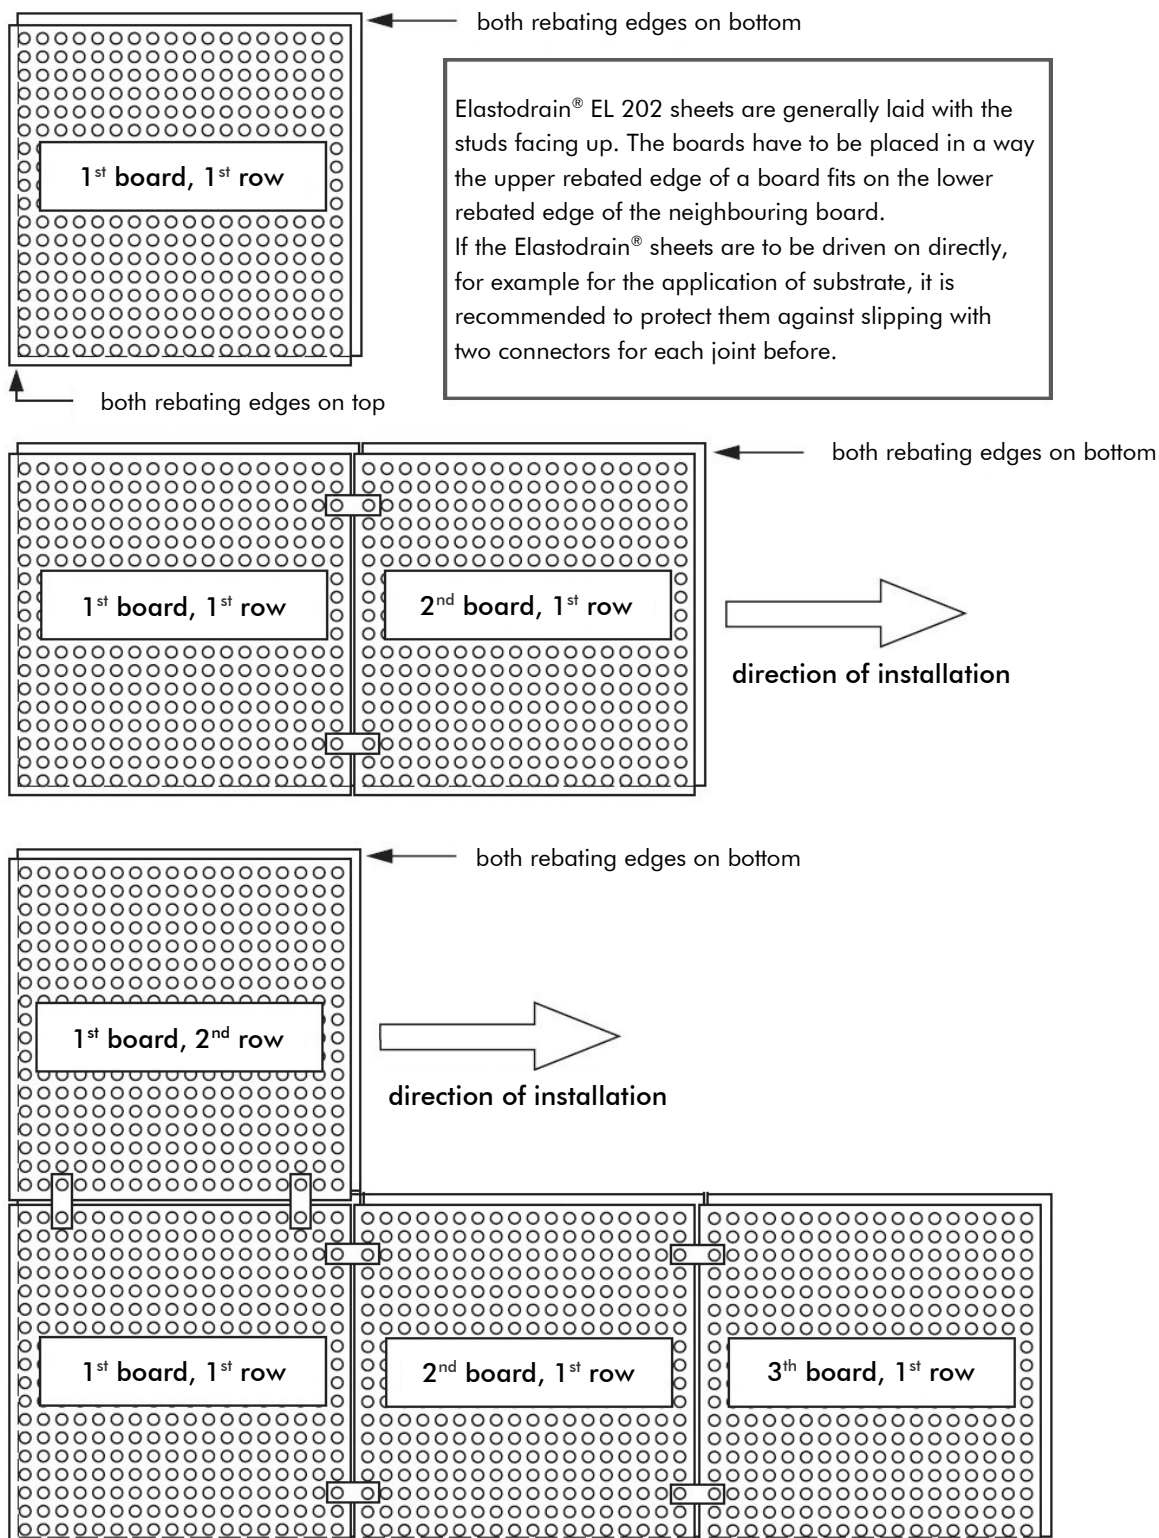 both rebating edges on bottom
Elastodrain® EL 202 sheets are generally laid with the
studs facing up. The boards have to be placed in a way
the upper rebated edge of a board fits on the lower
rebated edge of the neighbouring board.
If the Elastodrain® sheets are to be driven on directly,
for example for the application of substrate, it is
recommended to protect them against slipping with
two connectors for each joint before.
1st board, 1st row
both rebating edges on top
both rebating edges on bottom
1st board, 1st row
2nd board, 1st row
direction of installation
both rebating edges on bottom
1st board, 2nd row
direction of installation
1st board, 1st row
2nd board, 1st row
3th board, 1st row